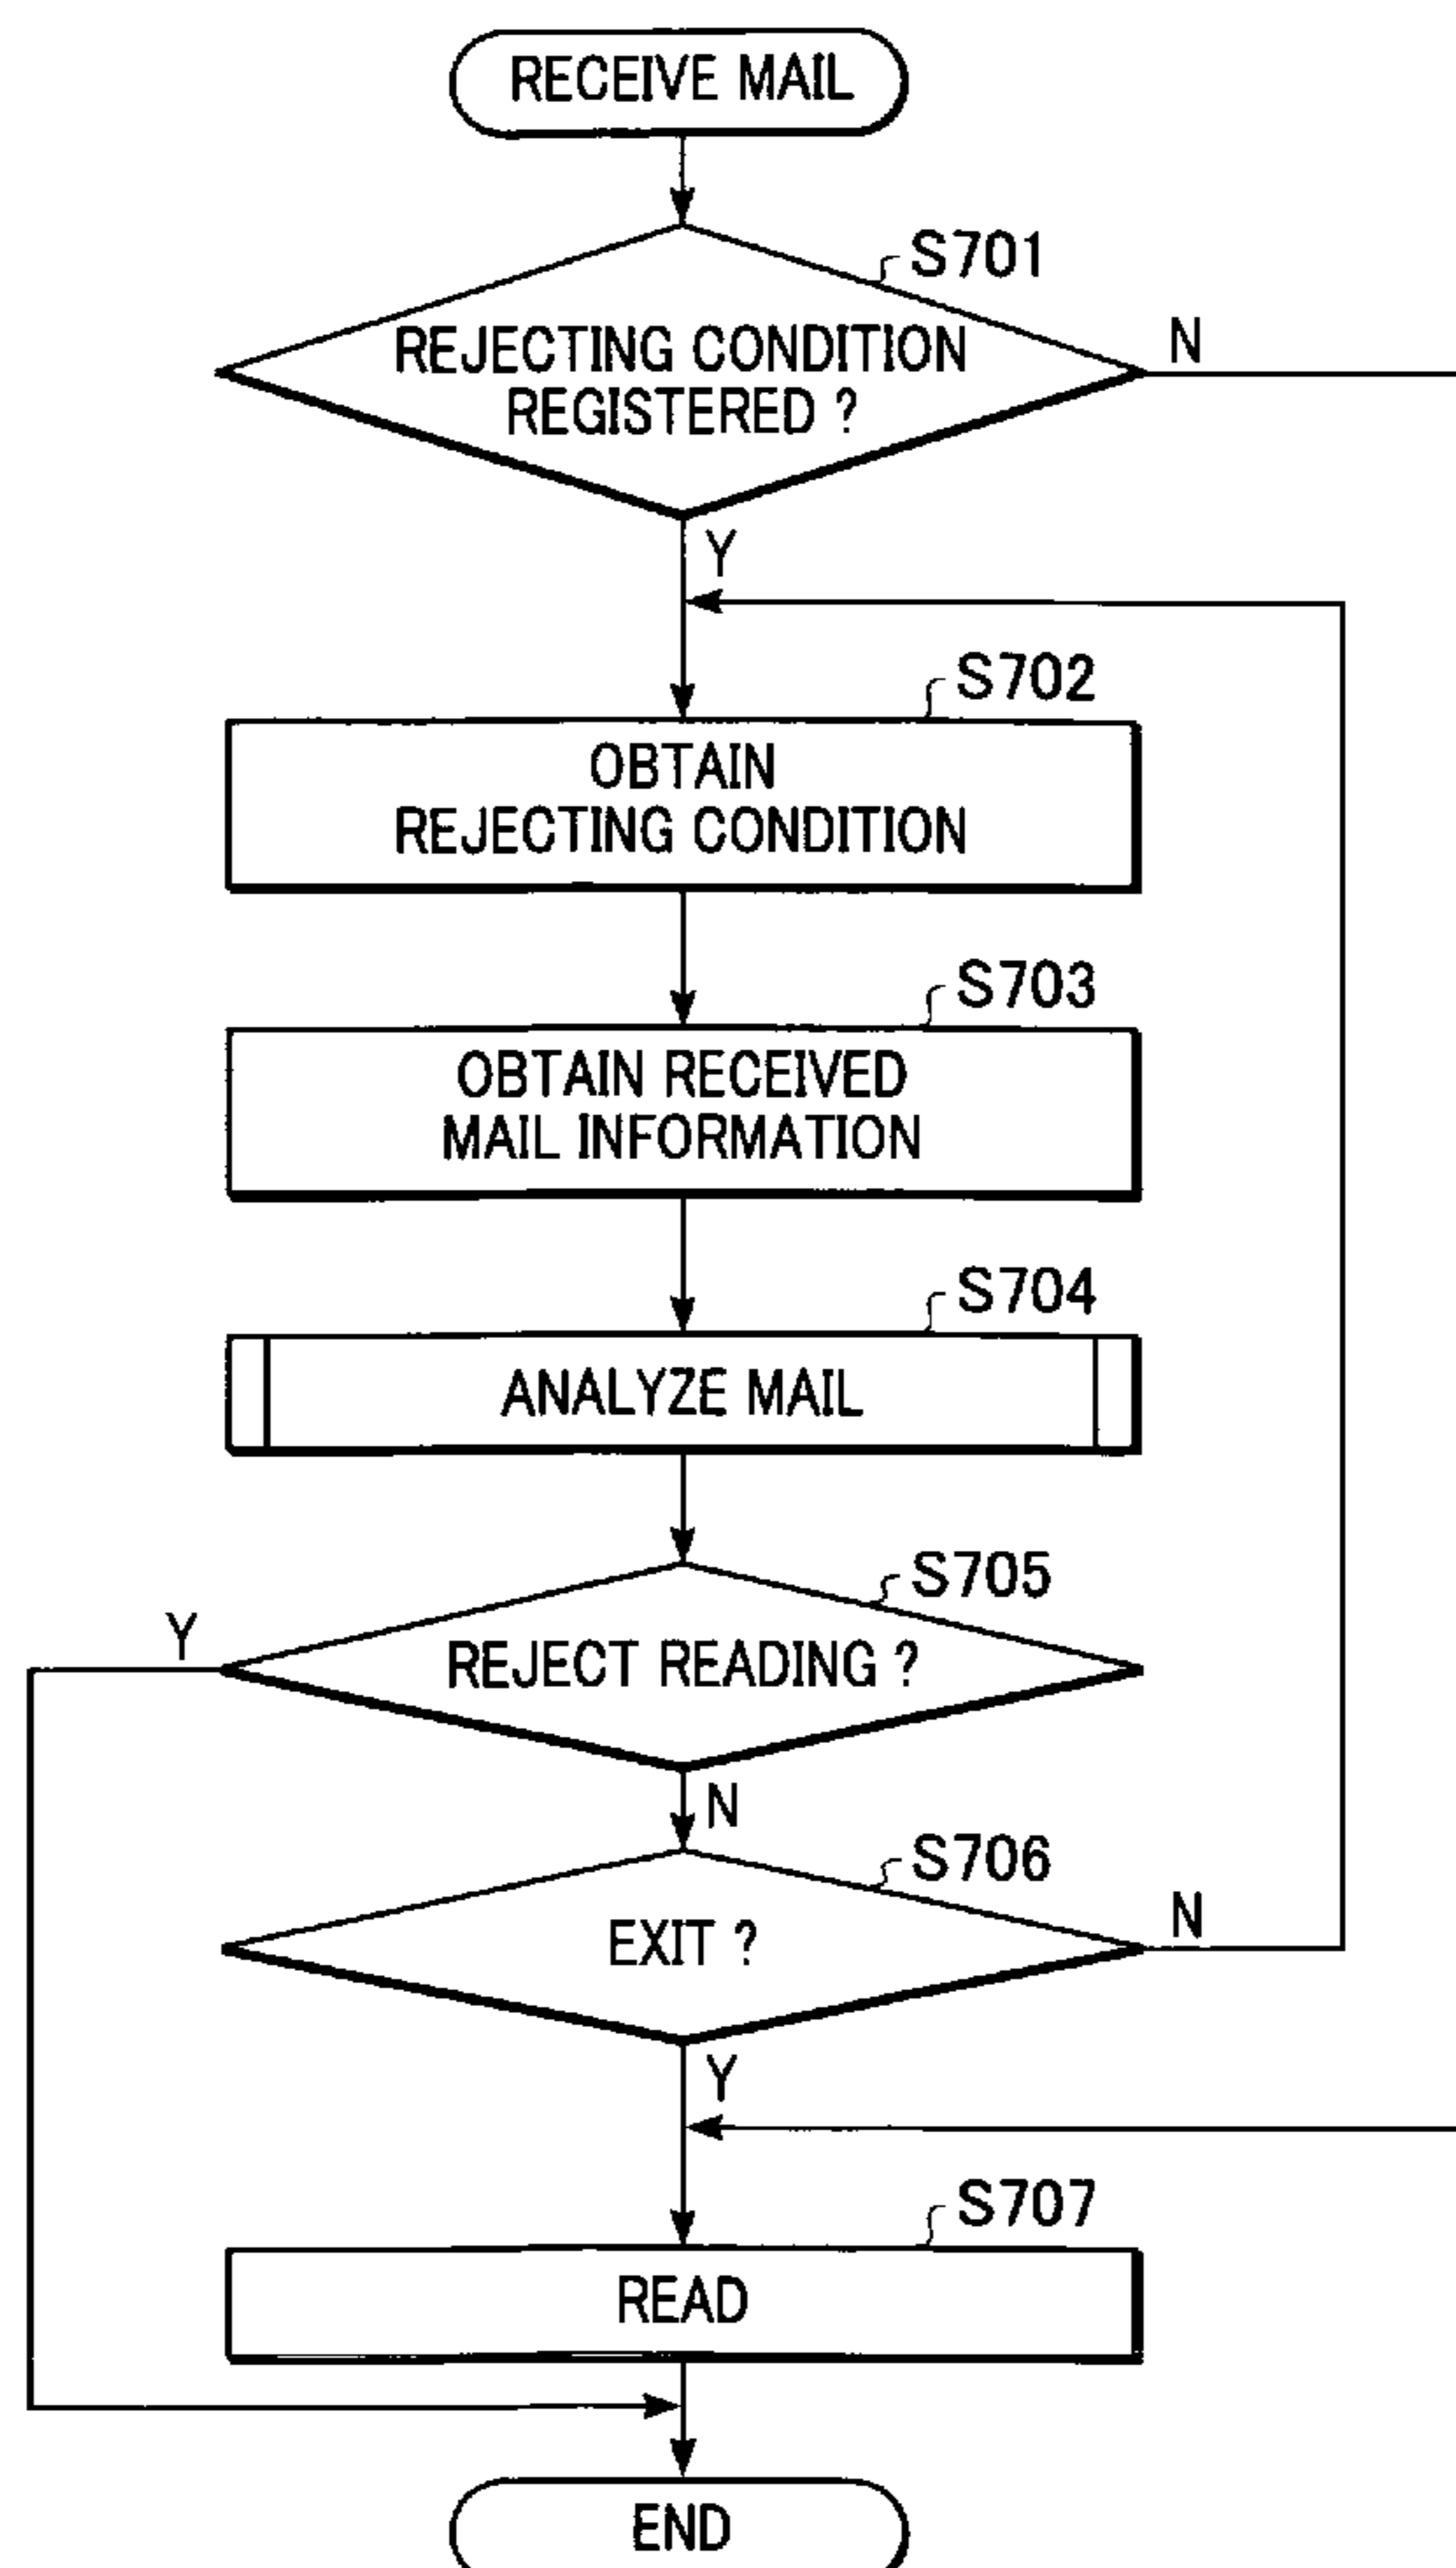 RECEIVE MAIL
S701
REJECTING CONDITION
REGISTERED ?
N
Y
S702
OBTAIN
REJECTING CONDITION
S703
OBTAIN RECEIVED
MAIL INFORMATION
S704
ANALYZE MAIL
S705
Y
REJECT READING ?
N
S706
EXIT ?
N
Y
S707
READ
END